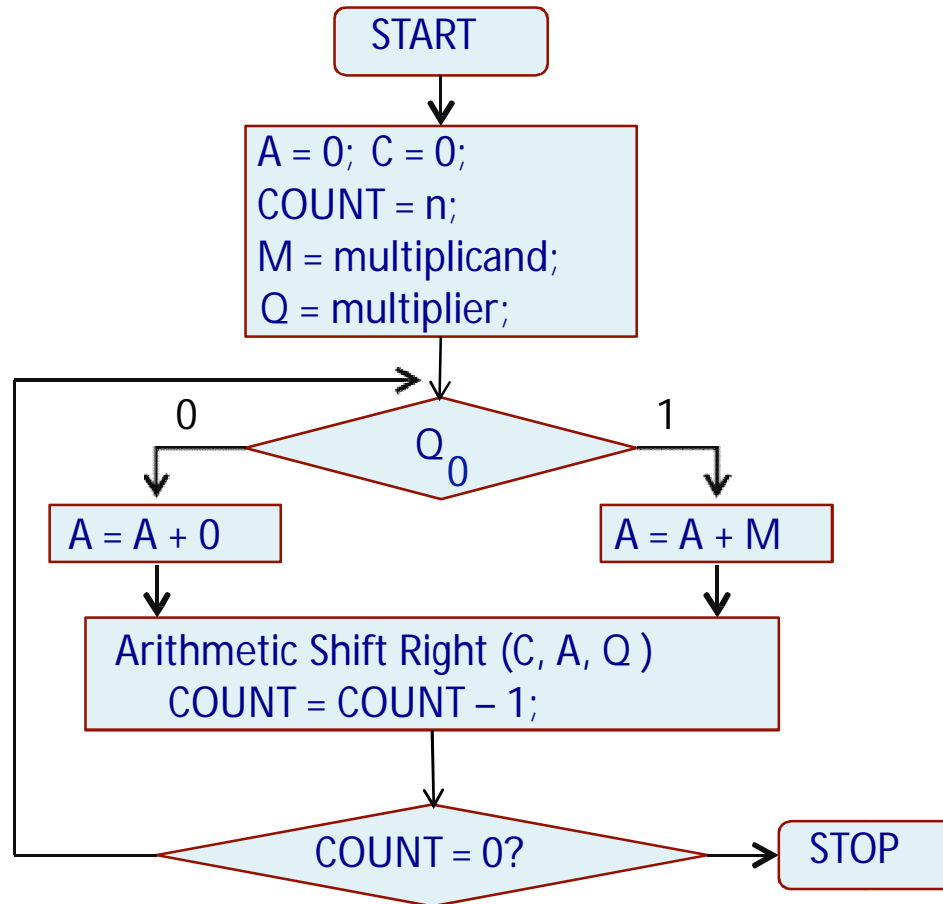 START
A = 0; C = 0;
COUNT = n;
M = multiplicand;
Q = multiplier;
0
1
Q0
A = A + 0
A = A + M
Arithmetic Shift Right (C, A, Q )
COUNT = COUNT – 1;
COUNT = 0?
STOP